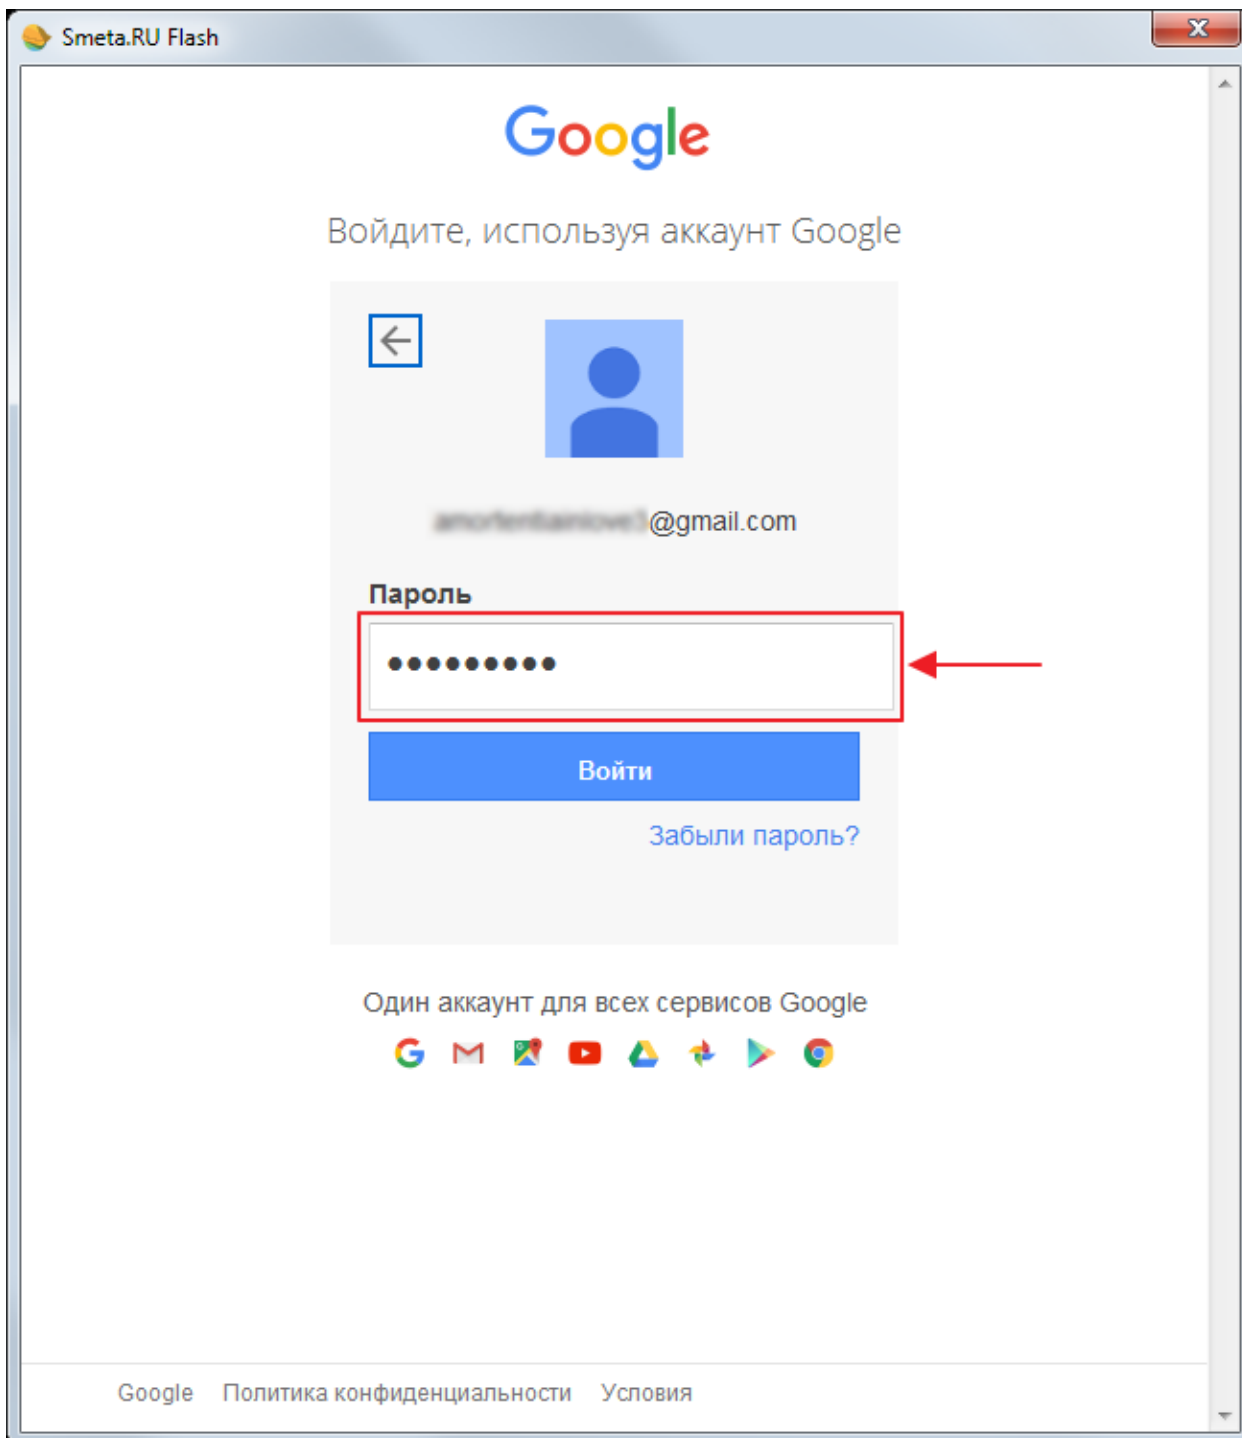 Smeta.RU Flash
Google
Войдите, используя аккаунт Google
@gmail.com
Пароль
Войти
Забыли пароль?
Один аккаунт для всех сервисов Google
Google Политика конфиденциальности Условия